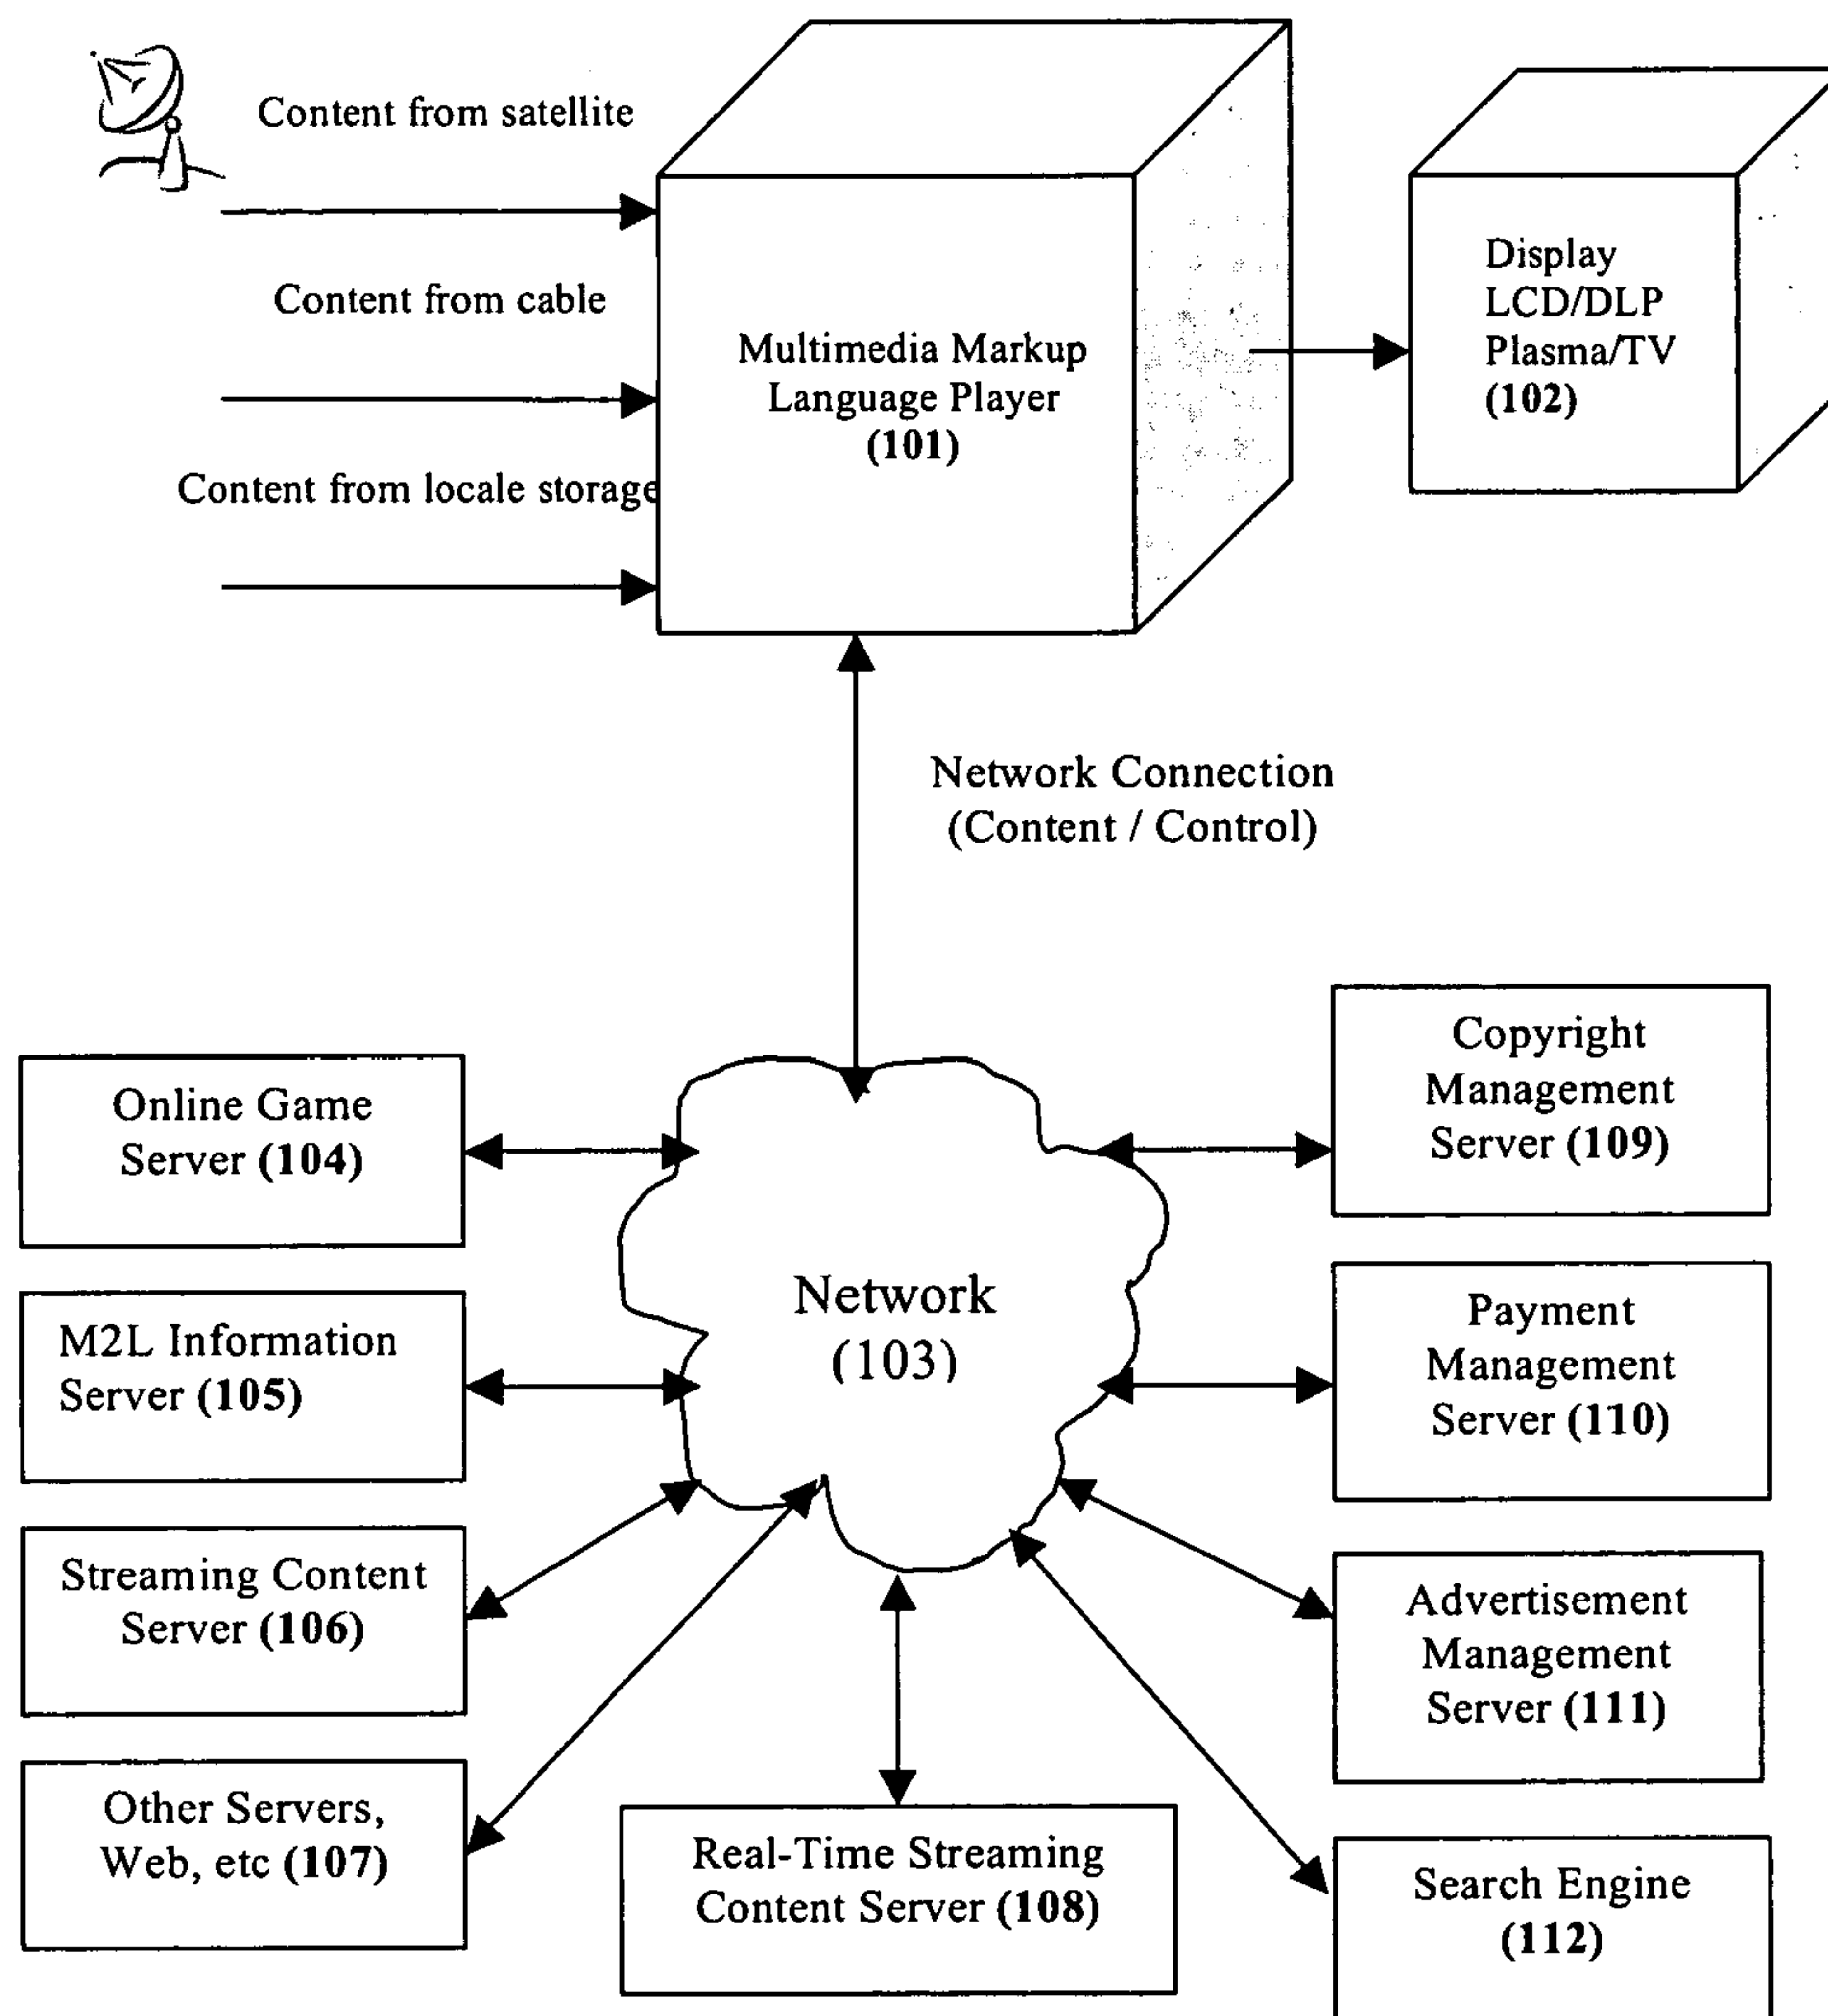 Content from satellite
Content from cable
Content from locale storage
Multimedia Markup
Language Player
(101)
Display
LCD/DLP
Plasma/TV
(102)
Network Connection
(Content / Control)
Network
(103)
Online Game
Server (104)
M2L Information
Server (105)
Streaming Content
Server (106)
Other Servers,
Web, etc (107)
Real-Time Streaming
Content Server (108)
Copyright
Management
Server (109)
Payment
Management
Server (110)
Advertisement
Management
Server (111)
Search Engine
(112)